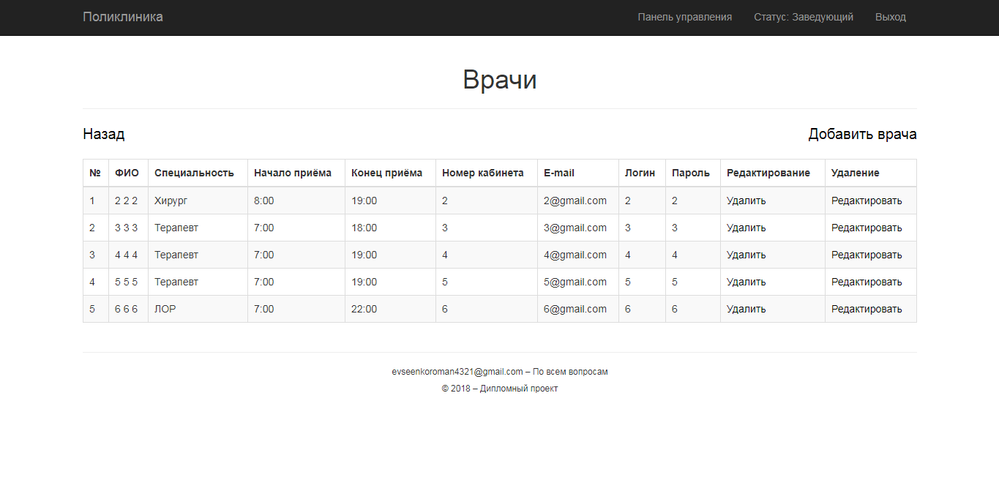 Поликлиника Панель управления Статус: Заведующий Выход
Врачи
Назад Добавить врача
№ ФИО Специальность Начало приёма Конец приёма Номер кабинета E-mail Логин Пароль Редактирование Удаление
1 2 2 2 Хирург 8:00 19:00 2 2@gmail.com 2 2 Удалить Редактировать
2 3 3 3 Терапевт 7:00 18:00 3 3@gmail.com 3 3 Удалить Редактировать
3 4 4 4 Терапевт 7:00 19:00 4 4@gmail.com 4 4 Удалить Редактировать
4 5 5 5 Терапевт 7:00 19:00 5 5@gmail.com 5 5 Удалить Редактировать
5 6 6 6 ЛОР 7:00 22:00 6 6@gmail.com 6 6 Удалить Редактировать
evseenkoroman4321@gmail.com – По всем вопросам
© 2018 – Дипломный проект